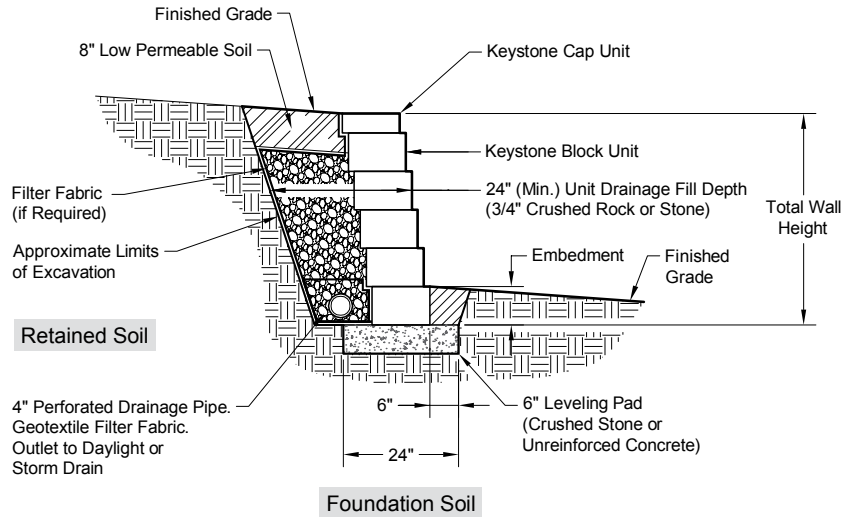 Finished Grade
8" Low Permeable Soil
Keystone Cap Unit
Keystone Block Unit
Filter Fabric
(if Required)
24" (Min.) Unit Drainage Fill Depth
(3/4" Crushed Rock or Stone)
Total Wall
Height
Approximate Limits
of Excavation
Embedment
Finished
Grade
Retained Soil
4" Perforated Drainage Pipe.
Geotextile Filter Fabric.
Outlet to Daylight or
Storm Drain
6"
6" Leveling Pad
(Crushed Stone or
Unreinforced Concrete)
24"
Foundation Soil